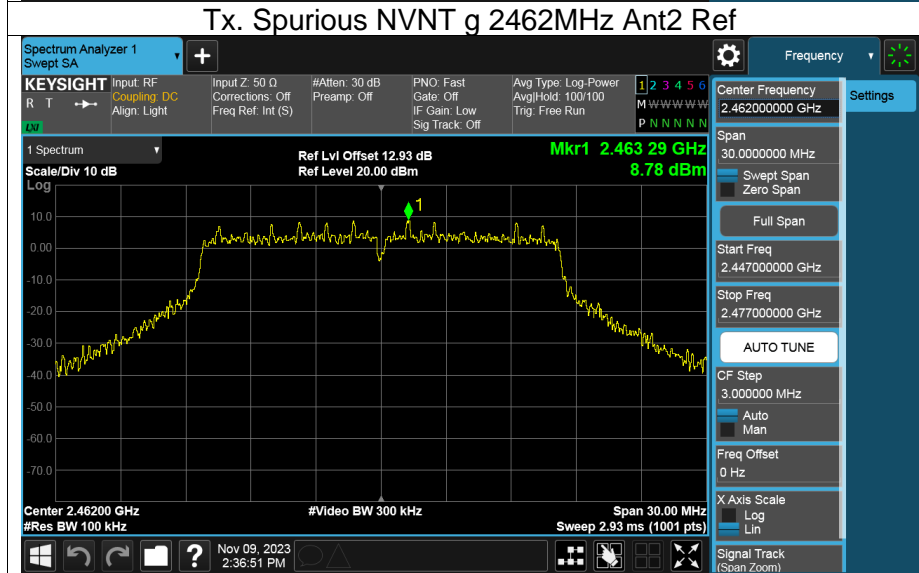 Tx. Spurious NVNT g 2462MHz Ant2 Ref
Spectrum Analyzer 1
Swept SA
+
Frequency
KEYSIGHT
R T
LXI
Input: RF
Coupling: DC
Align: Light
Input Z: 50 Ω
Corrections: Off
Freq Ref: Int (S)
#Atten: 30 dB
Preamp: Off
PNO: Fast
Gate: Off
IF Gain: Low
Sig Track: Off
Avg Type: Log-Power
Avg|Hold: 100/100
Trig: Free Run
1 2 3 4 5 6
M W W W W W
P N N N N N
1 Spectrum
Scale/Div 10 dB
Log
Ref Lvl Offset 12.93 dB
Ref Level 20.00 dBm
Mkr1 2.463 29 GHz
8.78 dBm
1
10.0
0.00
-10.0
-20.0
-30.0
-40.0
-50.0
-60.0
-70.0
Center 2.46200 GHz
#Res BW 100 kHz
#Video BW 300 kHz
Span 30.00 MHz
Sweep 2.93 ms (1001 pts)
?
Nov 09, 2023
2:36:51 PM
Center Frequency
2.462000000 GHz
Settings
Span
30.0000000 MHz
Swept Span
Zero Span
Full Span
Start Freq
2.447000000 GHz
Stop Freq
2.477000000 GHz
AUTO TUNE
CF Step
3.000000 MHz
Auto
Man
Freq Offset
0 Hz
X Axis Scale
Log
Lin
Signal Track
(Span Zoom)